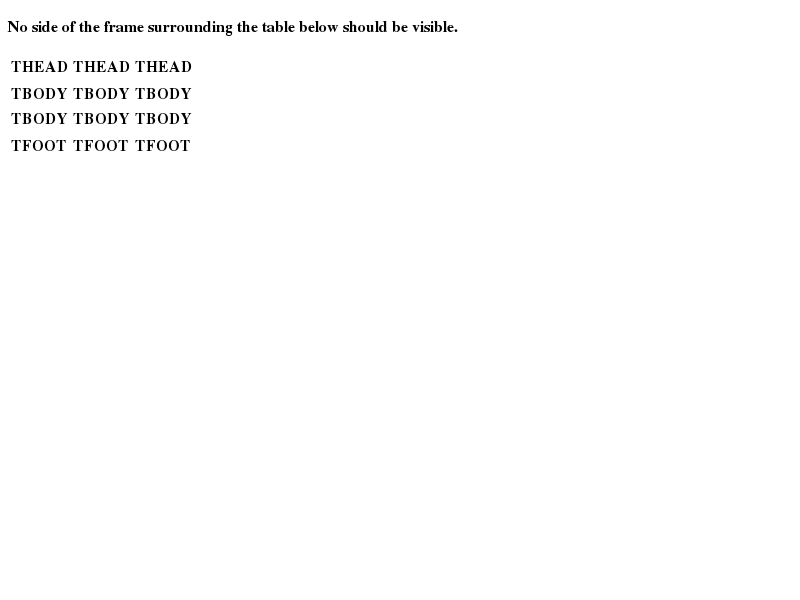 No side of the frame surrounding the table below should be visible.
THEAD THEAD THEAD
TBODY TBODY TBODY
TBODY TBODY TBODY
TFOOT TFOOT TFOOT